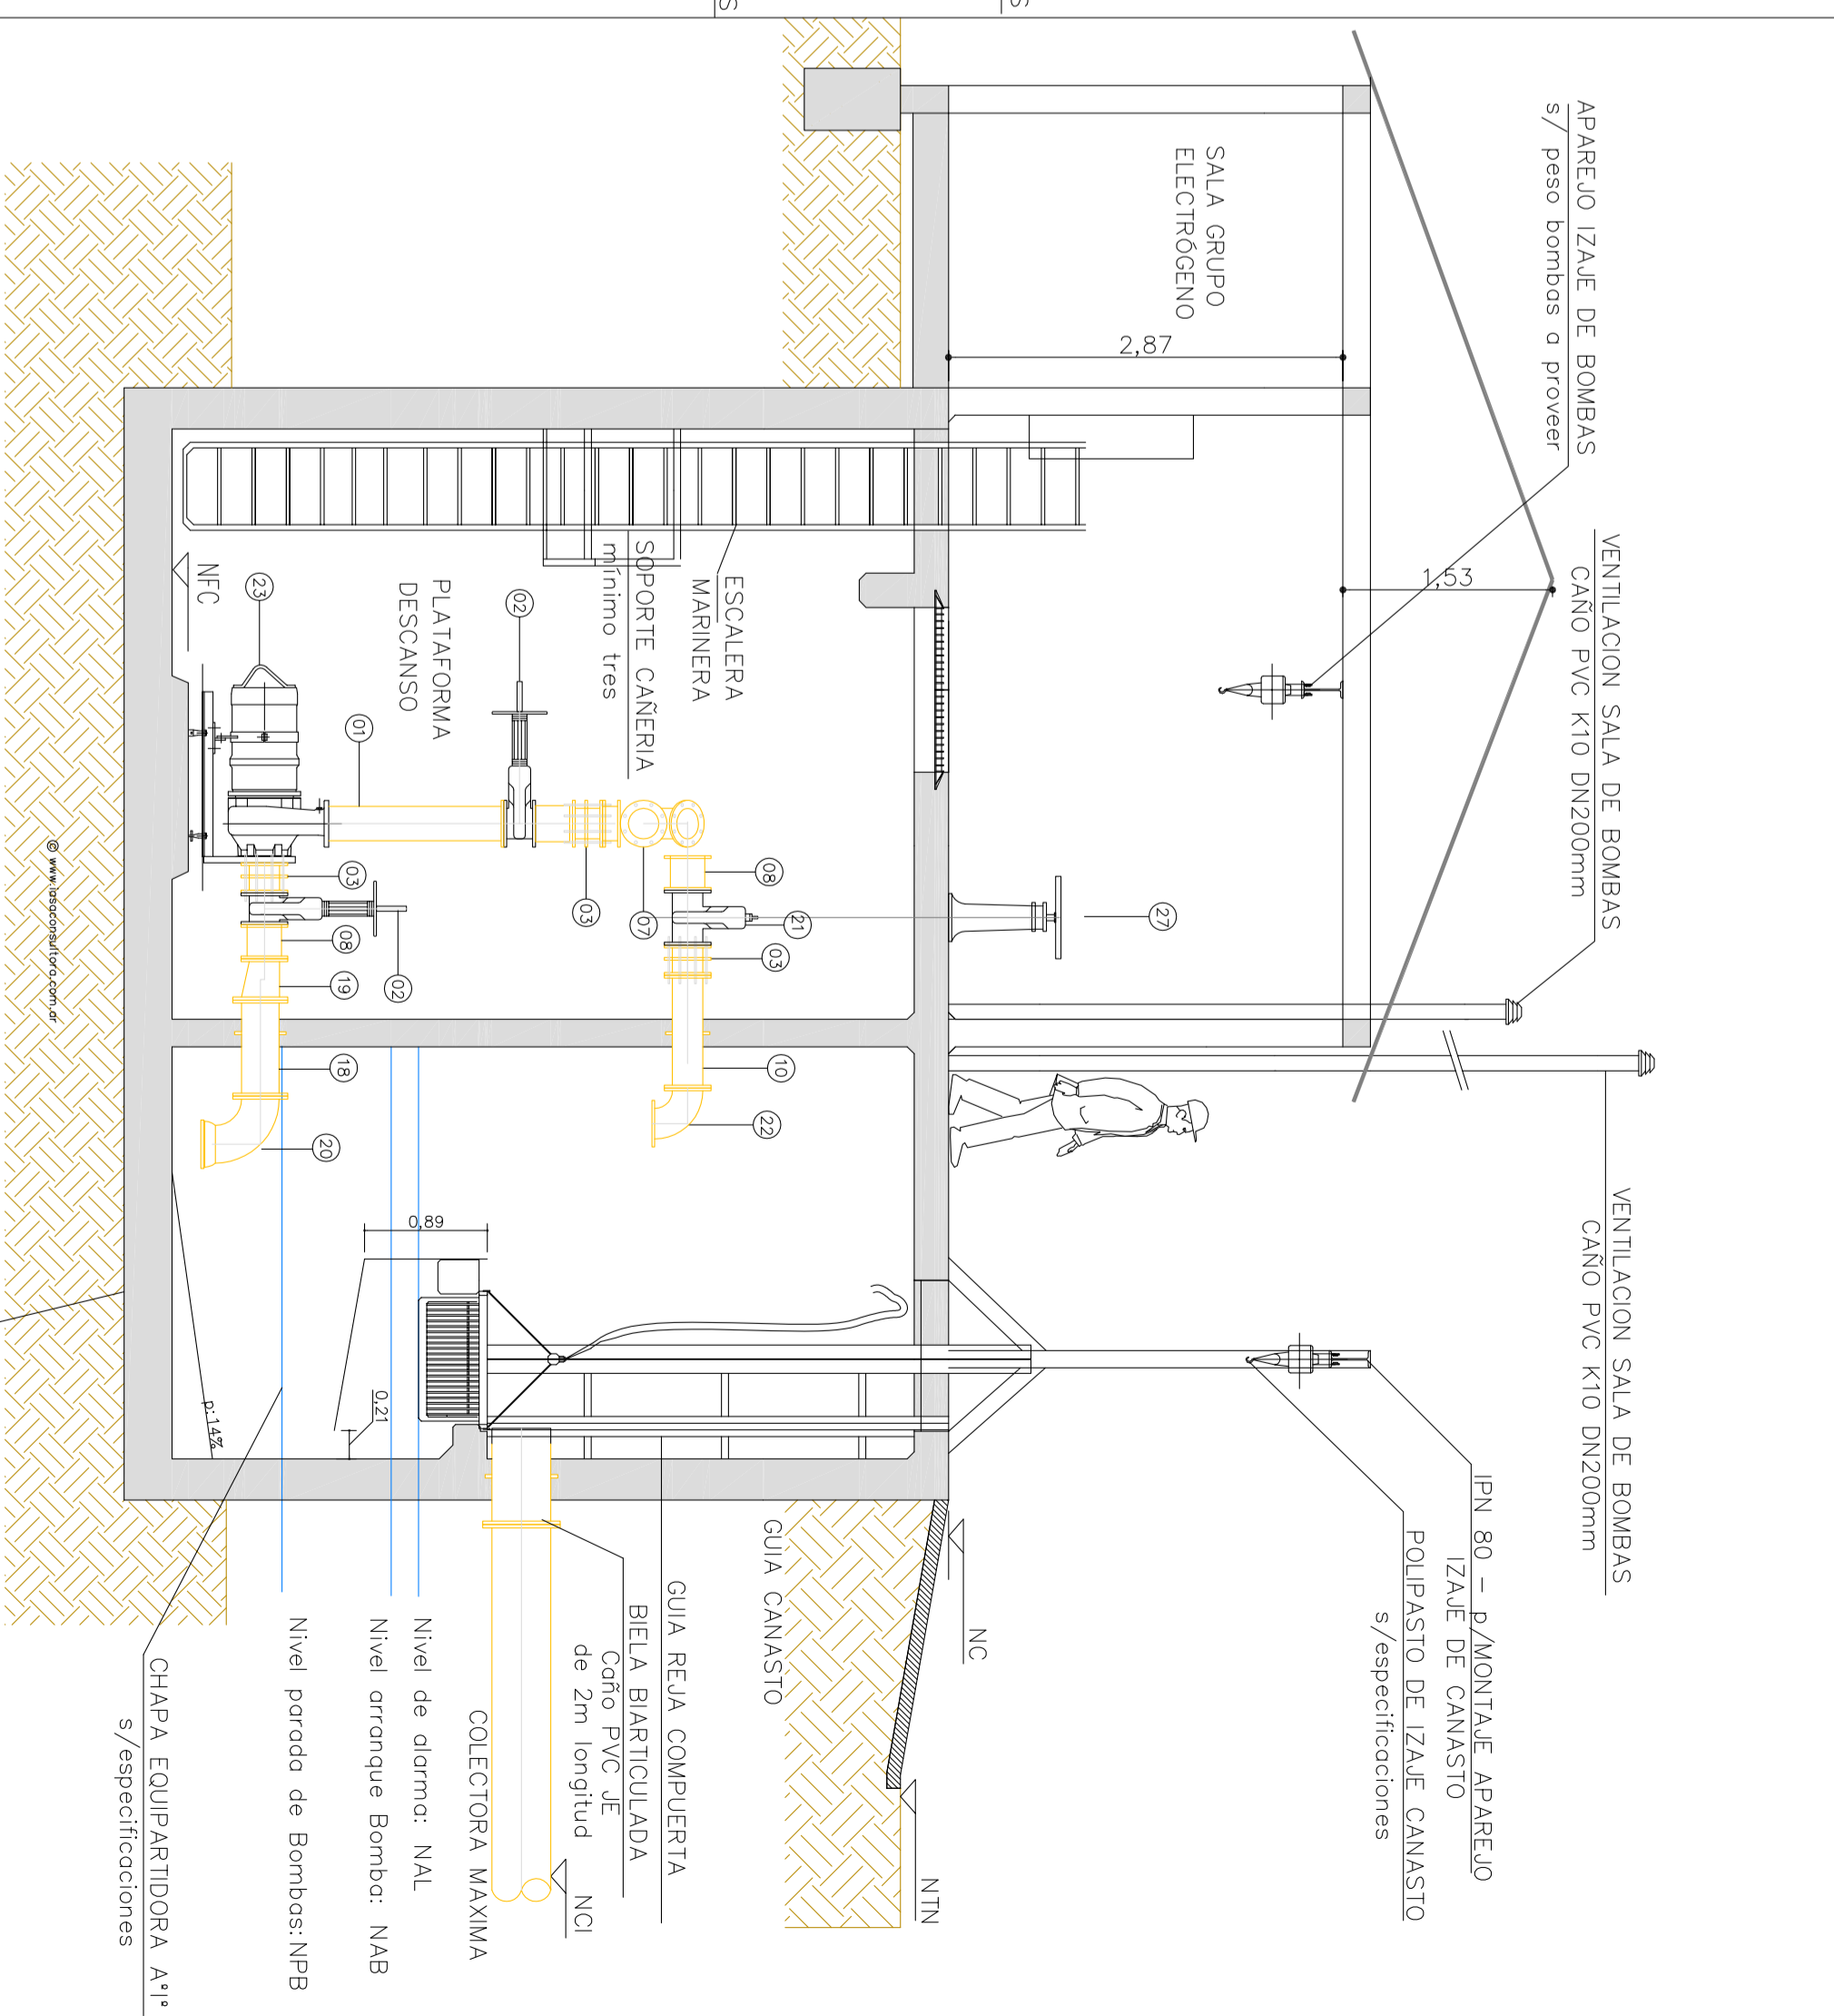 APAREJO IZAJE DE BOMBAS
s/ peso bombas a proveer
VENTILACION SALA DE BOMBAS
CAÑO PVC K10 DN200mm
VENTILACION SALA DE BOMBAS
CAÑO PVC K10 DN200mm
IPN 80 – p/MONTAJE APAREJO
IZAJE DE CANASTO
POLIPASTO DE IZAJE CANASTO
s/especificaciones
1,53
SALA GRUPO
ELECTRÓGENO
2,87
27
NC
NTN
ESCALERA
MARINERA
SOPORTE CAÑERIA
mínimo tres
08
21
03
10
22
GUIA CANASTO
GUIA REJA COMPUERTA
BIELA BIARTICULADA
Caño PVC JE
de 2m longitud
NCI
07
03
02
PLATAFORMA
DESCANSO
01
COLECTORA MAXIMA
0,89
Nivel de alarma: NAL
Nivel arranque Bomba: NAB
Nivel parada de Bombas: NPB
0,21
02
03
08
19
18
20
23
NFC
p:14%
CHAPA EQUIPARTIDORA A°I°
s/especificaciones
© www.iasaconsultora.com.ar